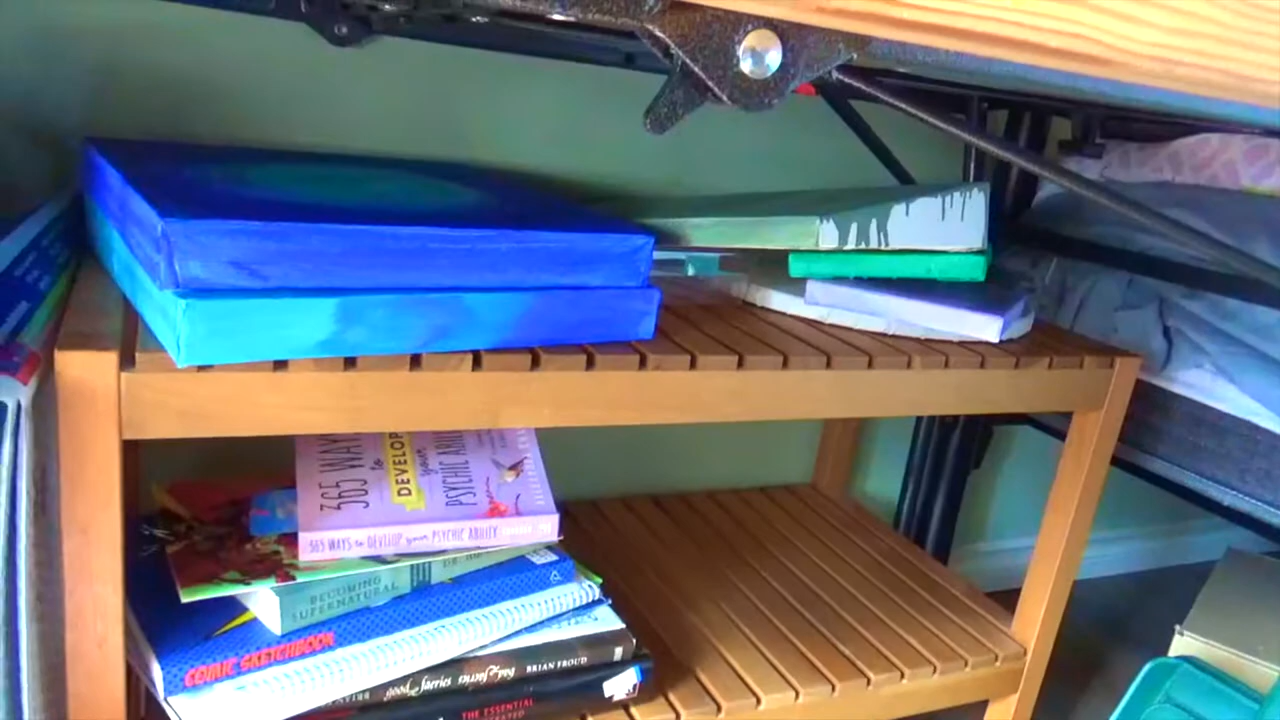 365 WAYS
to
DEVELOP
your
PSYCHIC ABILI
365 WAYS to DEVELOP your PSYCHIC ABILITY
BECOMING
SUPERNATURAL
COMIC SKETCHBOOK
good faeries bad faeries BRIAN FROUD
THE ESSENTIAL